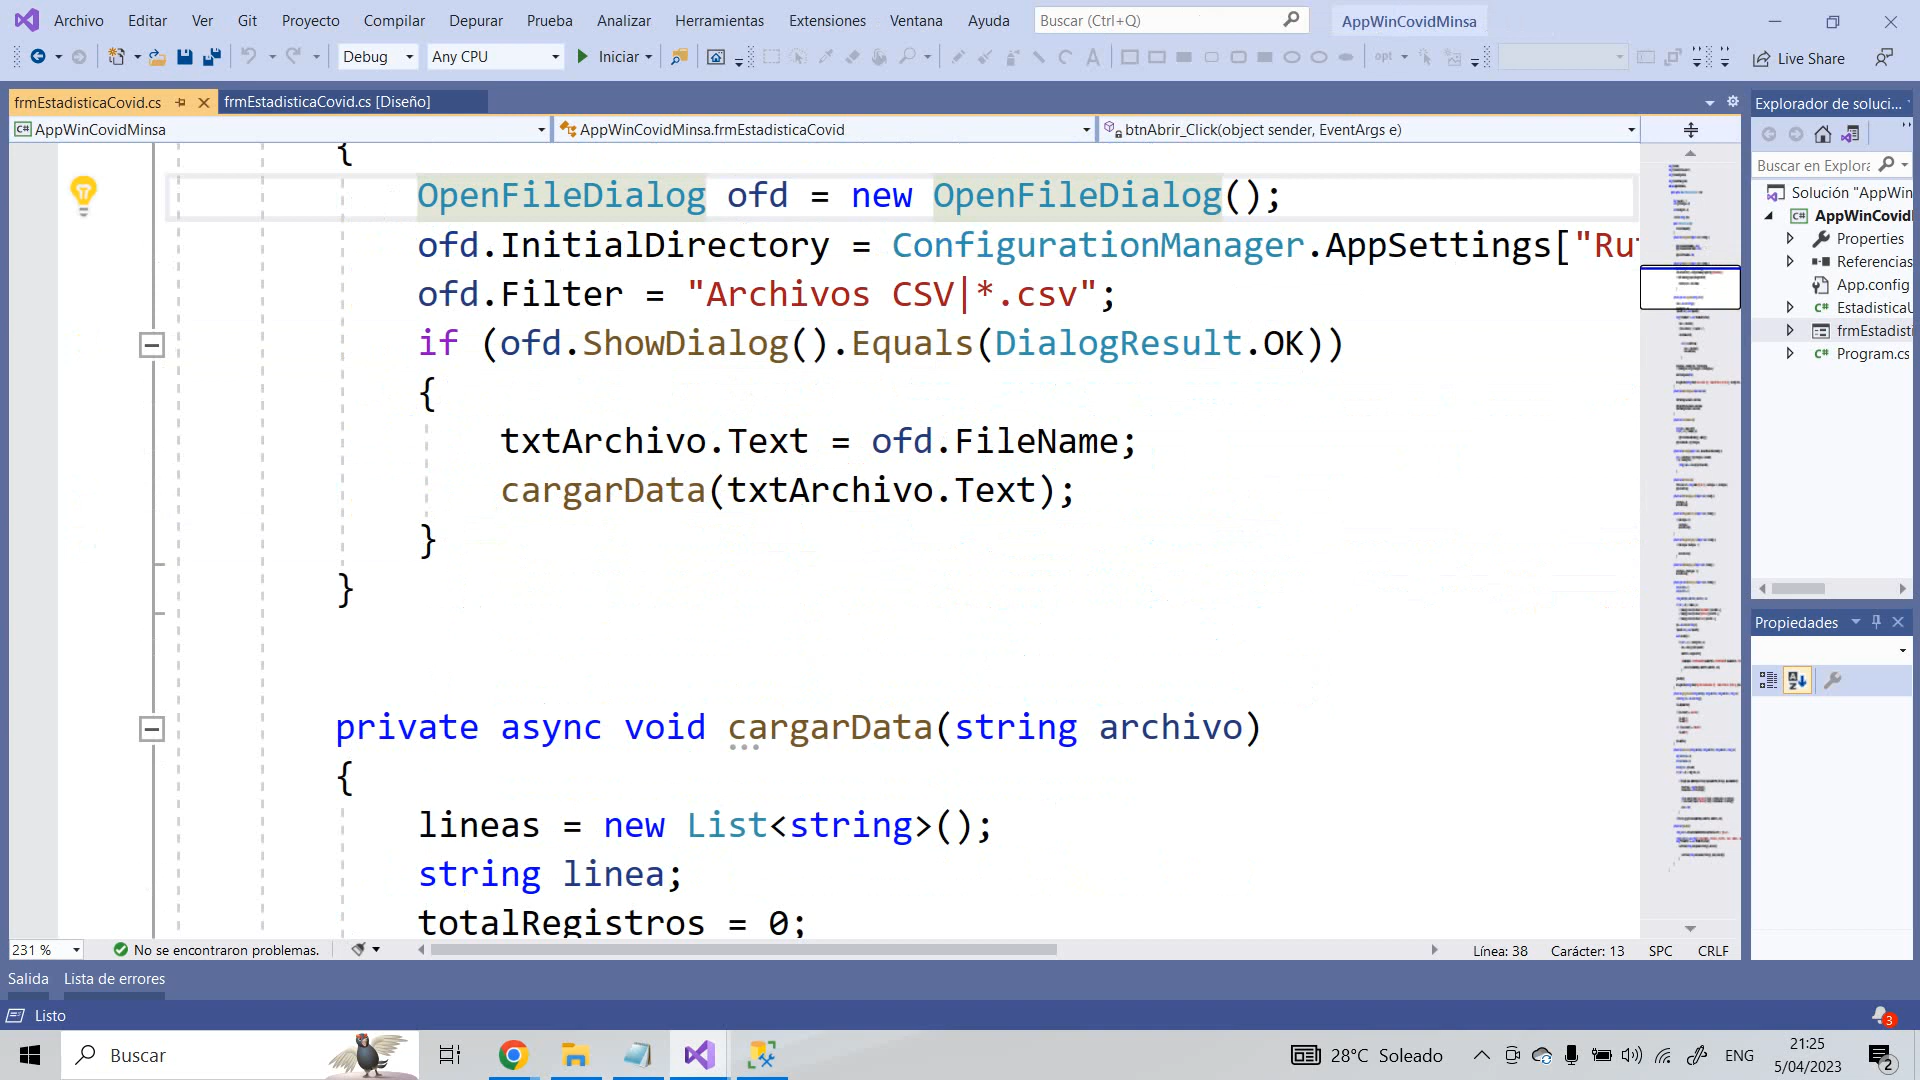 Archivo Editar Ver Git Proyecto Compilar Depurar Prueba Analizar Herramientas Extensiones Ventana Ayuda Buscar (Ctrl+Q) AppWinCovidMinsa
Debug Any CPU Iniciar opt Live Share
frmEstadisticaCovid.cs frmEstadisticaCovid.cs [Diseño] Explorador de soluci...
AppWinCovidMinsa AppWinCovidMinsa.frmEstadisticaCovid btnAbrir_Click(object sender, EventArgs e)
{
OpenFileDialog ofd = new OpenFileDialog();
ofd.InitialDirectory = ConfigurationManager.AppSettings["Ru
ofd.Filter = "Archivos CSV|*.csv";
if (ofd.ShowDialog().Equals(DialogResult.OK))
{
txtArchivo.Text = ofd.FileName;
cargarData(txtArchivo.Text);
}
}
private async void cargarData(string archivo)
{
lineas = new List<string>();
string linea;
totalRegistros = 0;
Buscar en Explora
Solución "AppWin
AppWinCovid
Properties
Referencias
App.config
Estadistica
frmEstadist
Program.cs
Propiedades
231 % No se encontraron problemas. Línea: 38 Carácter: 13 SPC CRLF
Salida Lista de errores
Listo 3
Buscar 28°C Soleado ENG 21:25
5/04/2023 2